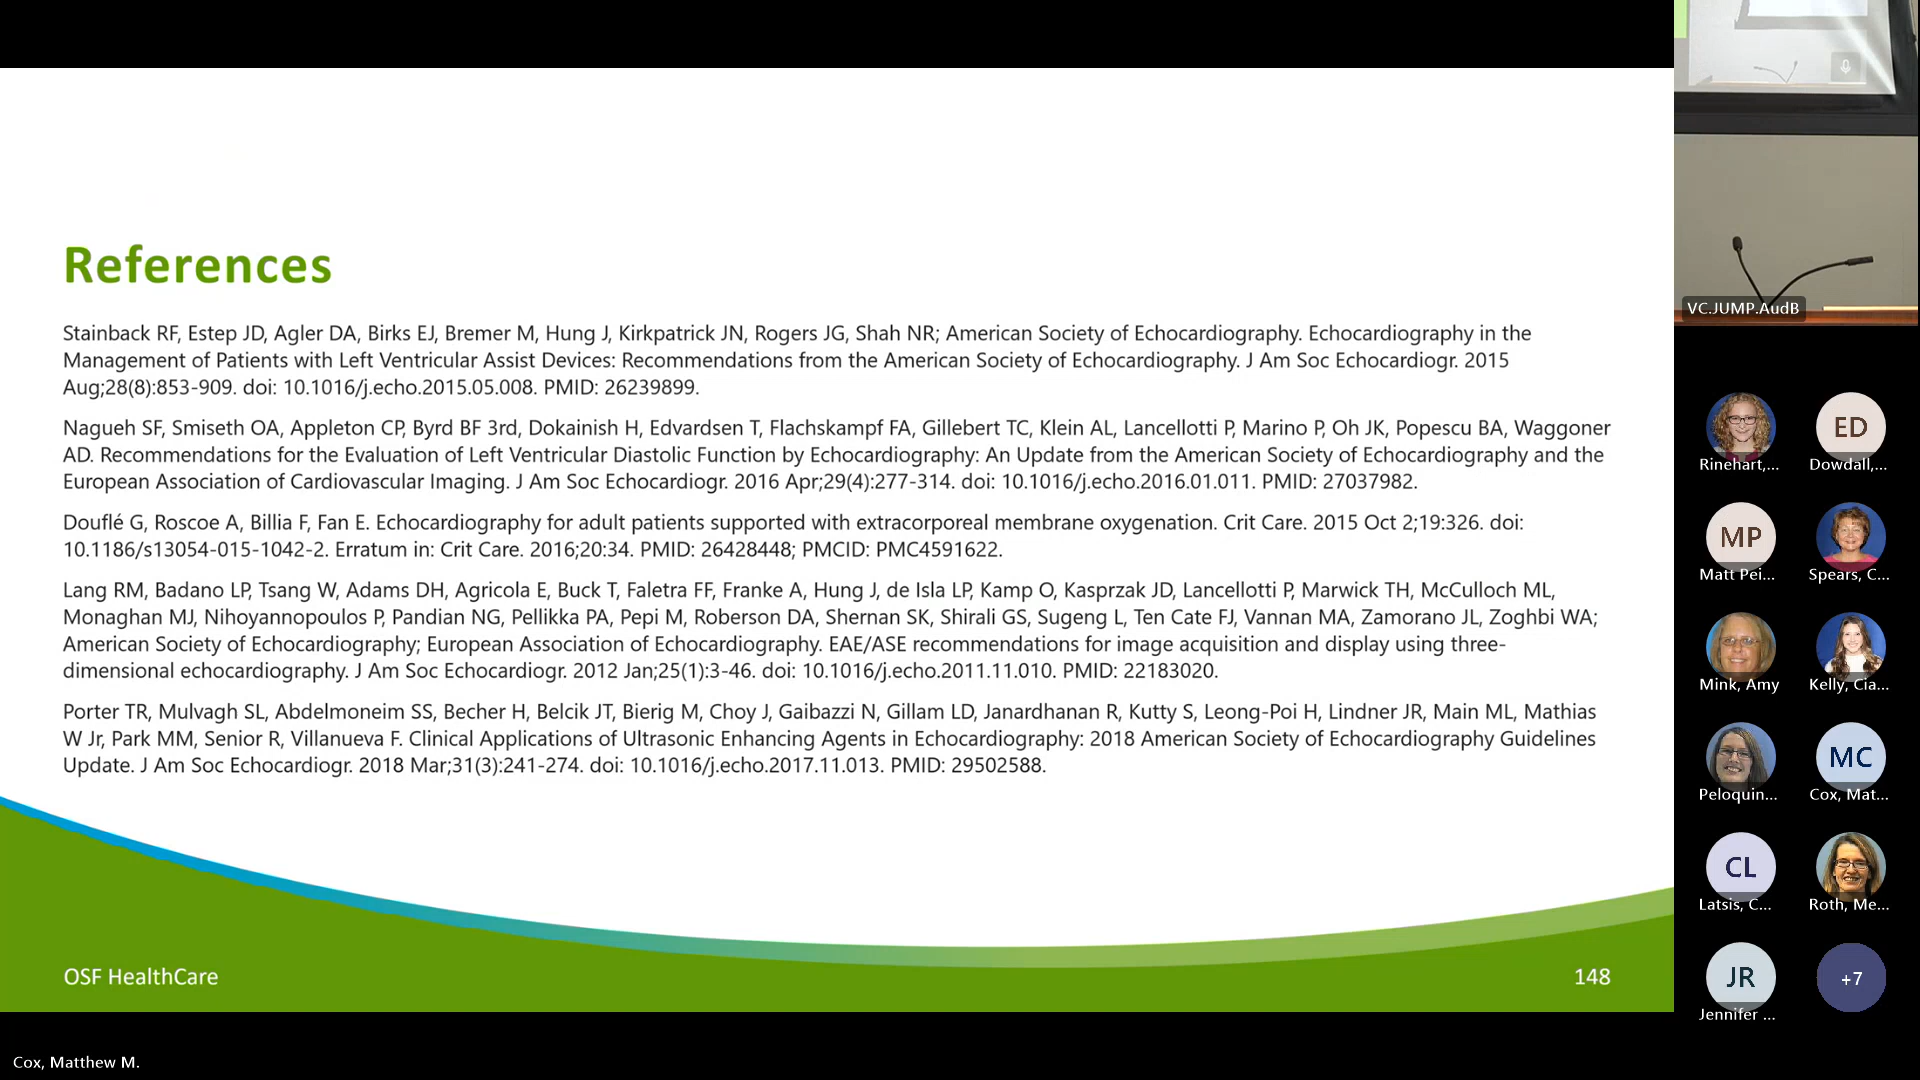 References
Stainback RF, Estep JD, Agler DA, Birks EJ, Bremer M, Hung J, Kirkpatrick JN, Rogers JG, Shah NR; American Society of Echocardiography. Echocardiography in the
Management of Patients with Left Ventricular Assist Devices: Recommendations from the American Society of Echocardiography. J Am Soc Echocardiogr. 2015
Aug;28(8):853-909. doi: 10.1016/j.echo.2015.05.008. PMID: 26239899.
Nagueh SF, Smiseth OA, Appleton CP, Byrd BF 3rd, Dokainish H, Edvardsen T, Flachskampf FA, Gillebert TC, Klein AL, Lancellotti P, Marino P, Oh JK, Popescu BA, Waggoner
AD. Recommendations for the Evaluation of Left Ventricular Diastolic Function by Echocardiography: An Update from the American Society of Echocardiography and the
European Association of Cardiovascular Imaging. J Am Soc Echocardiogr. 2016 Apr;29(4):277-314. doi: 10.1016/j.echo.2016.01.011. PMID: 27037982.
Douflé G, Roscoe A, Billia F, Fan E. Echocardiography for adult patients supported with extracorporeal membrane oxygenation. Crit Care. 2015 Oct 2;19:326. doi:
10.1186/s13054-015-1042-2. Erratum in: Crit Care. 2016;20:34. PMID: 26428448; PMCID: PMC4591622.
Lang RM, Badano LP, Tsang W, Adams DH, Agricola E, Buck T, Faletra FF, Franke A, Hung J, de Isla LP, Kamp O, Kasprzak JD, Lancellotti P, Marwick TH, McCulloch ML,
Monaghan MJ, Nihoyannopoulos P, Pandian NG, Pellikka PA, Pepi M, Roberson DA, Shernan SK, Shirali GS, Sugeng L, Ten Cate FJ, Vannan MA, Zamorano JL, Zoghbi WA;
American Society of Echocardiography; European Association of Echocardiography. EAE/ASE recommendations for image acquisition and display using three-
dimensional echocardiography. J Am Soc Echocardiogr. 2012 Jan;25(1):3-46. doi: 10.1016/j.echo.2011.11.010. PMID: 22183020.
Porter TR, Mulvagh SL, Abdelmoneim SS, Becher H, Belcik JT, Bierig M, Choy J, Gaibazzi N, Gillam LD, Janardhanan R, Kutty S, Leong-Poi H, Lindner JR, Main ML, Mathias
W Jr, Park MM, Senior R, Villanueva F. Clinical Applications of Ultrasonic Enhancing Agents in Echocardiography: 2018 American Society of Echocardiography Guidelines
Update. J Am Soc Echocardiogr. 2018 Mar;31(3):241-274. doi: 10.1016/j.echo.2017.11.013. PMID: 29502588.
OSF HealthCare
148
Cox, Matthew M.
VC.JUMP.AudB
Rinehart,...
ED
Dowdall,...
MP
Matt Pei...
Spears, C...
Mink, Amy
Kelly, Cia...
Peloquin...
MC
Cox, Mat...
CL
Latsis, C...
Roth, Me...
JR
Jennifer ...
+7